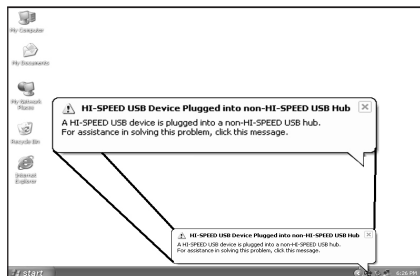 My Computer
My Documents
My Network
Places
Recycle Bin
Internet
Explorer
HI-SPEED USB Device Plugged into non-HI-SPEED USB Hub
A HI-SPEED USB device is plugged into a non-HI-SPEED USB hub.
For assistance in solving this problem, click this message.
HI-SPEED USB Device Plugged into non-HI-SPEED USB Hub
A HI-SPEED USB device is plugged into a non-HI-SPEED USB hub.
For assistance in solving this problem, click this message.
start
6:26 PM